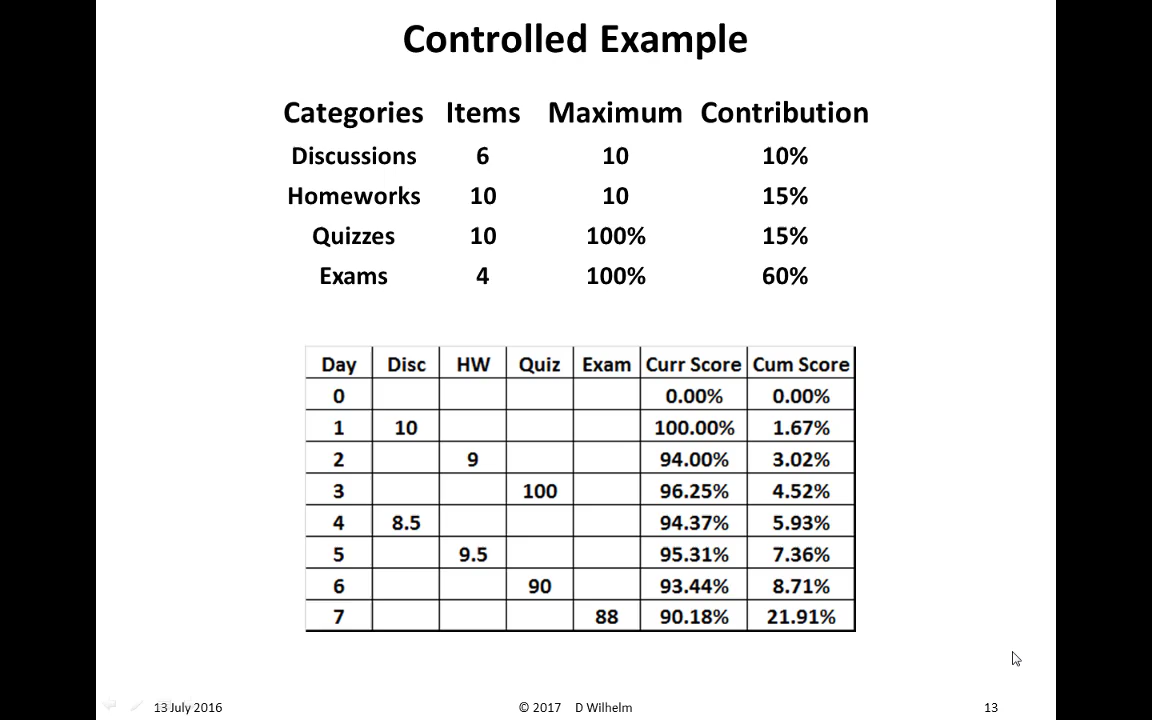 Controlled Example
Categories Items Maximum Contribution
Discussions 6 10 10%
Homeworks 10 10 15%
Quizzes 10 100% 15%
Exams 4 100% 60%
Day Disc HW Quiz Exam Curr Score Cum Score
0 0.00% 0.00%
1 10 100.00% 1.67%
2 9 94.00% 3.02%
3 100 96.25% 4.52%
4 8.5 94.37% 5.93%
5 9.5 95.31% 7.36%
6 90 93.44% 8.71%
7 88 90.18% 21.91%
13 July 2016 © 2017 D Wilhelm 13